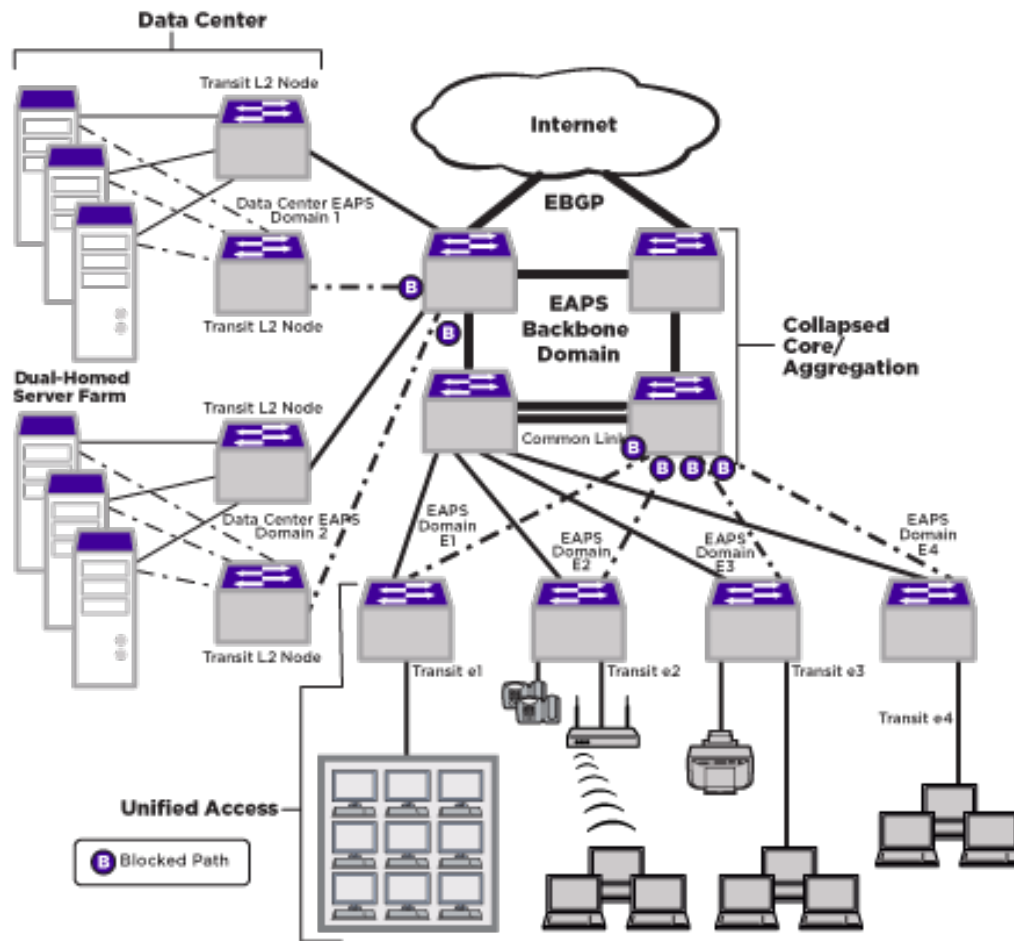 Data Center
Transit L2 Node
Internet
EBGP
Data Center EAPS
Domain 1
B
Transit L2 Node
EAPS
Backbone
Domain
B
Collapsed
Core/
Aggregation
Dual-Homed
Server Farm
Transit L2 Node
Common Link
B
B
B
B
Data Center EAPS
Domain 2
EAPS
Domain
E1
EAPS
Domain
E2
EAPS
Domain
E3
EAPS
Domain
E4
Transit L2 Node
Transit e1
Transit e2
Transit e3
Transit e4
Unified Access
B Blocked Path